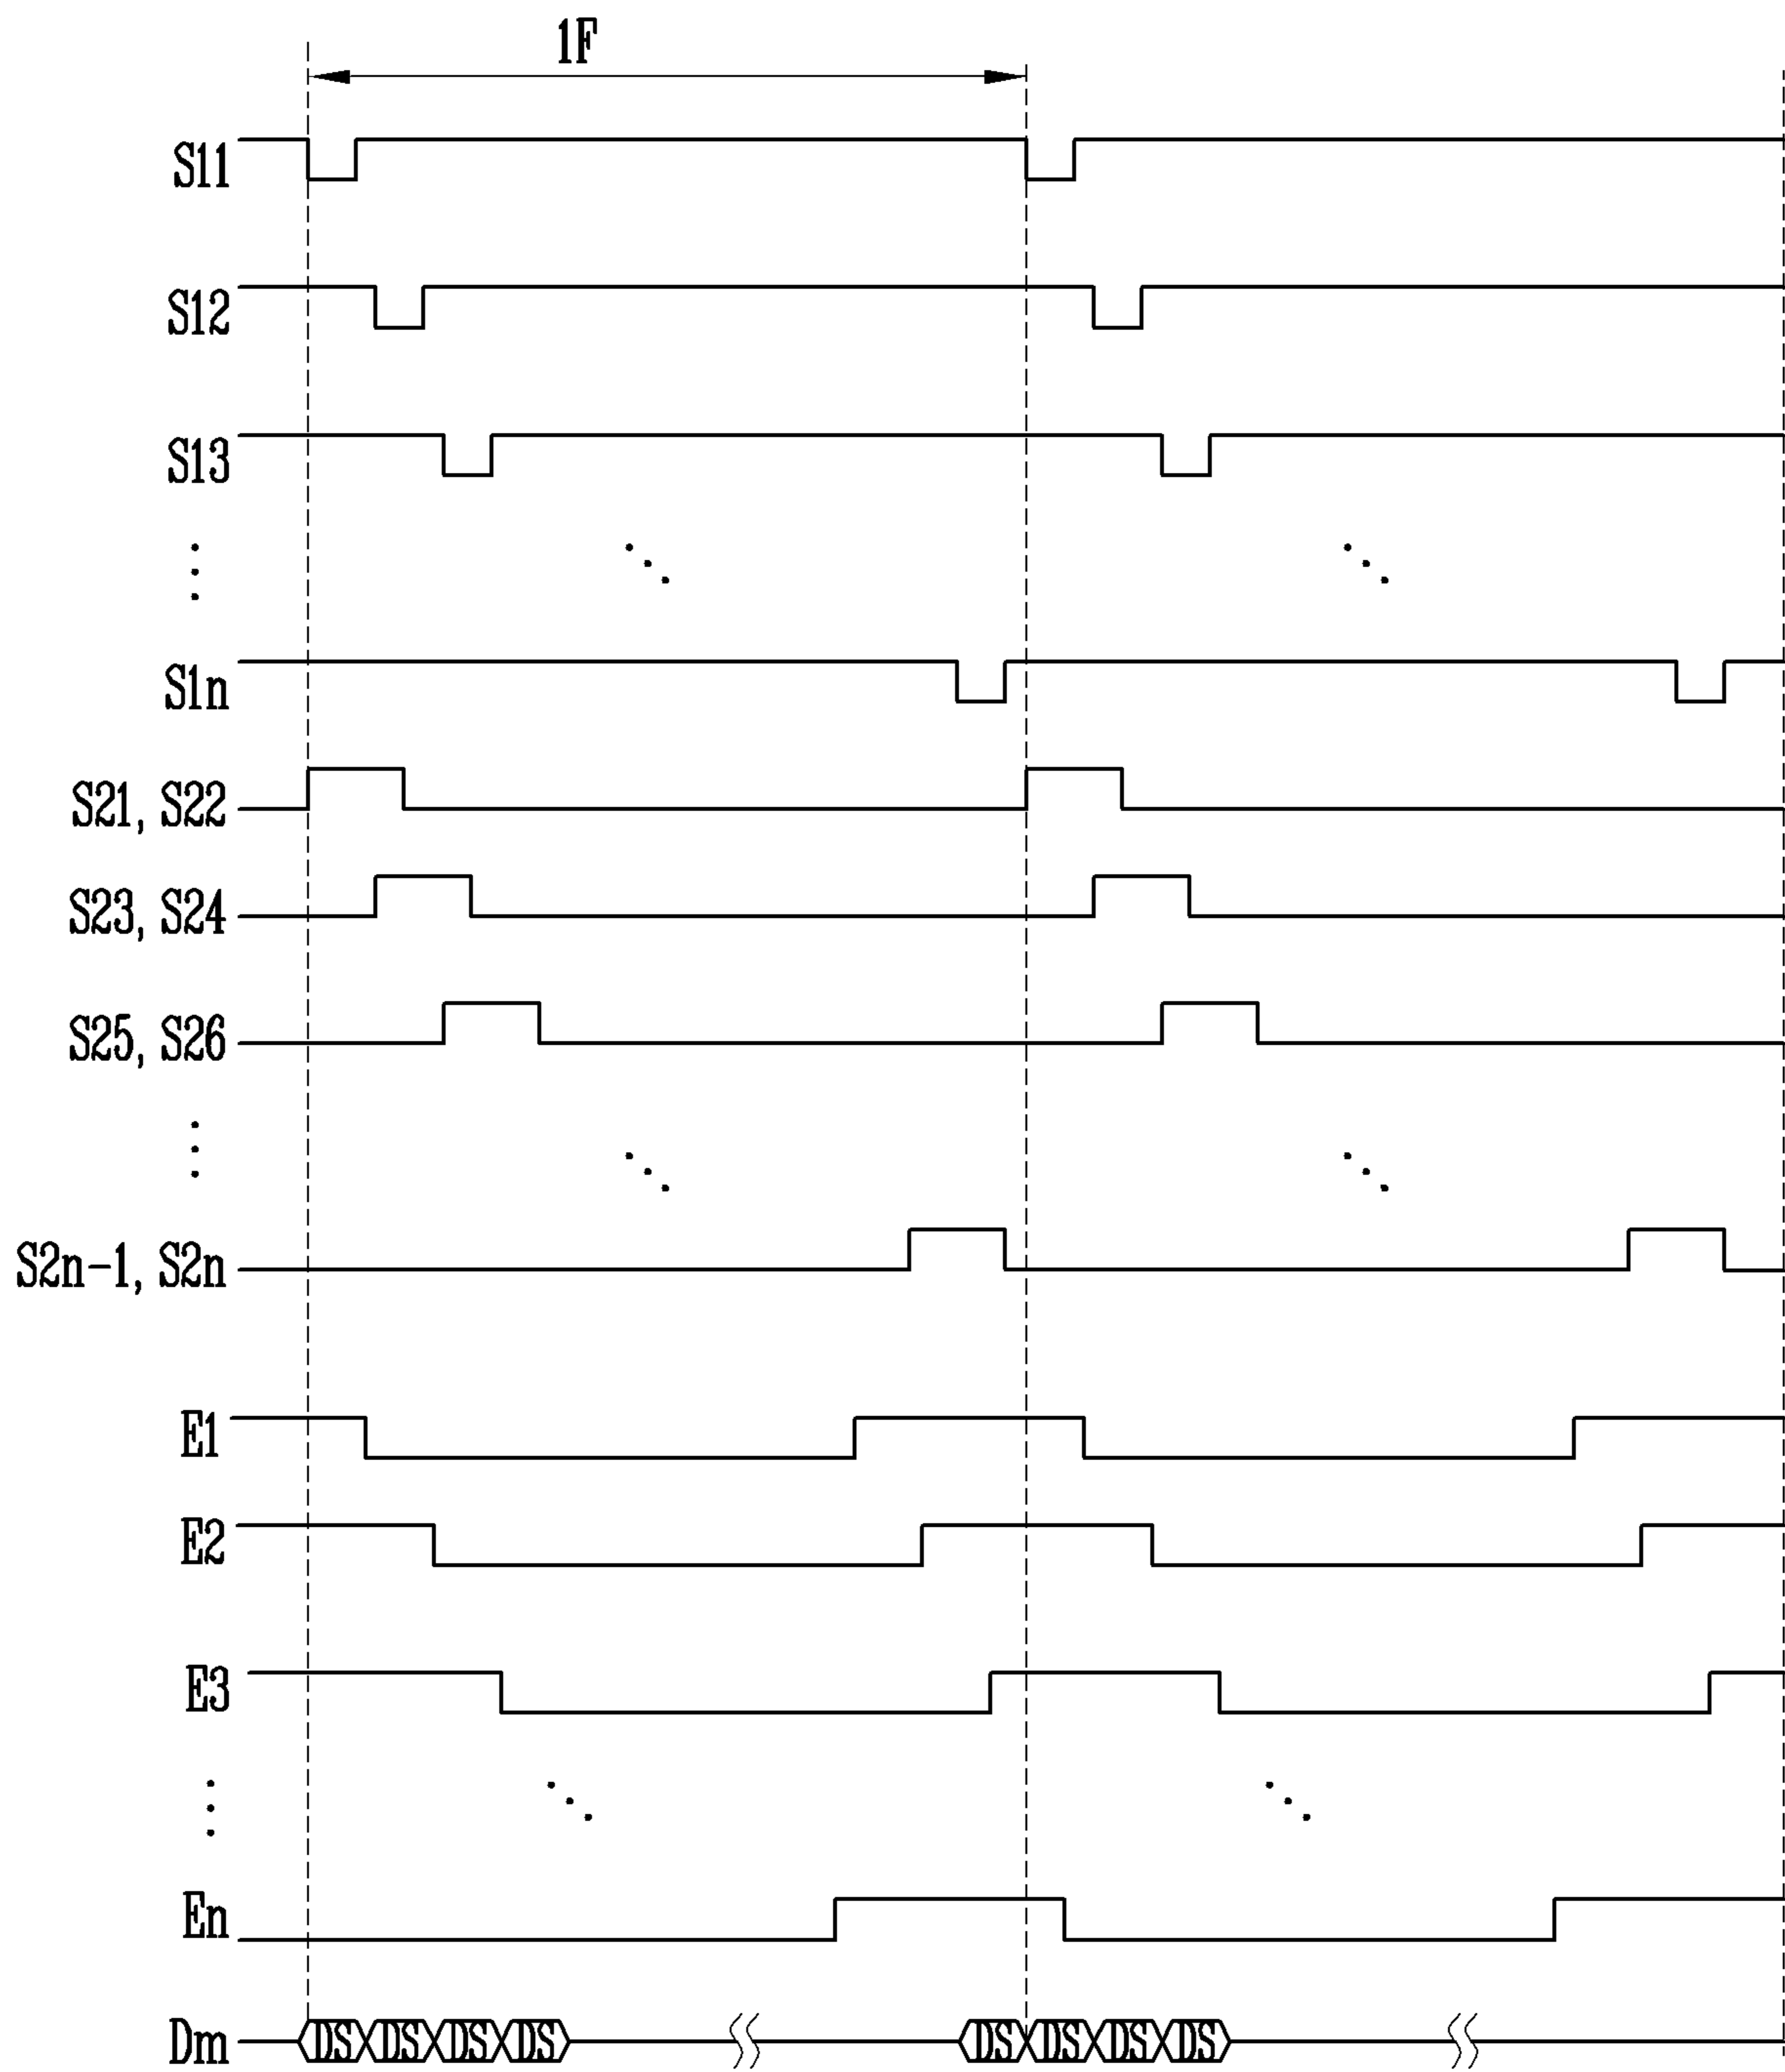 1F
S11
S12
S13
S1n
S21, S22
S23, S24
S25, S26
S2n-1, S2n
E1
E2
E3
En
Dm DS DS DS DS DS DS DS DS